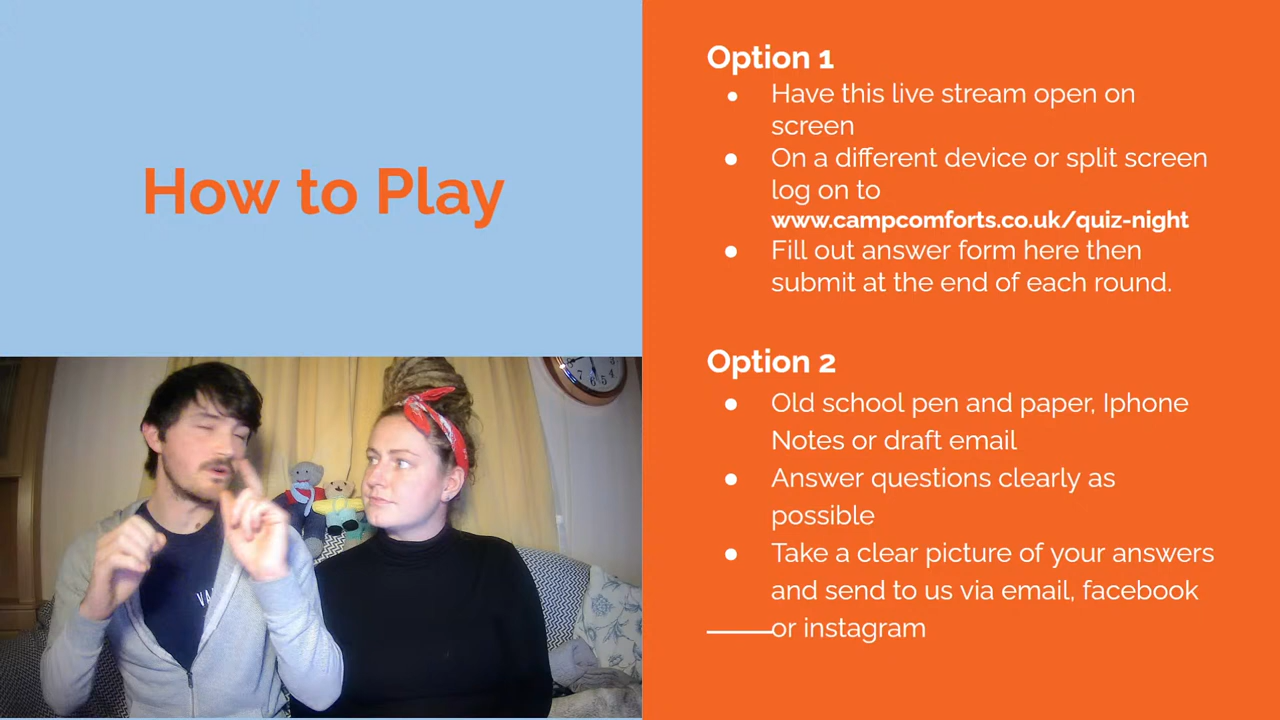 How to Play
Option 1
● Have this live stream open on
screen
● On a different device or split screen
log on to
www.campcomforts.co.uk/quiz-night
● Fill out answer form here then
submit at the end of each round.
Option 2
● Old school pen and paper, Iphone
Notes or draft email
● Answer questions clearly as
possible
● Take a clear picture of your answers
and send to us via email, facebook
or instagram